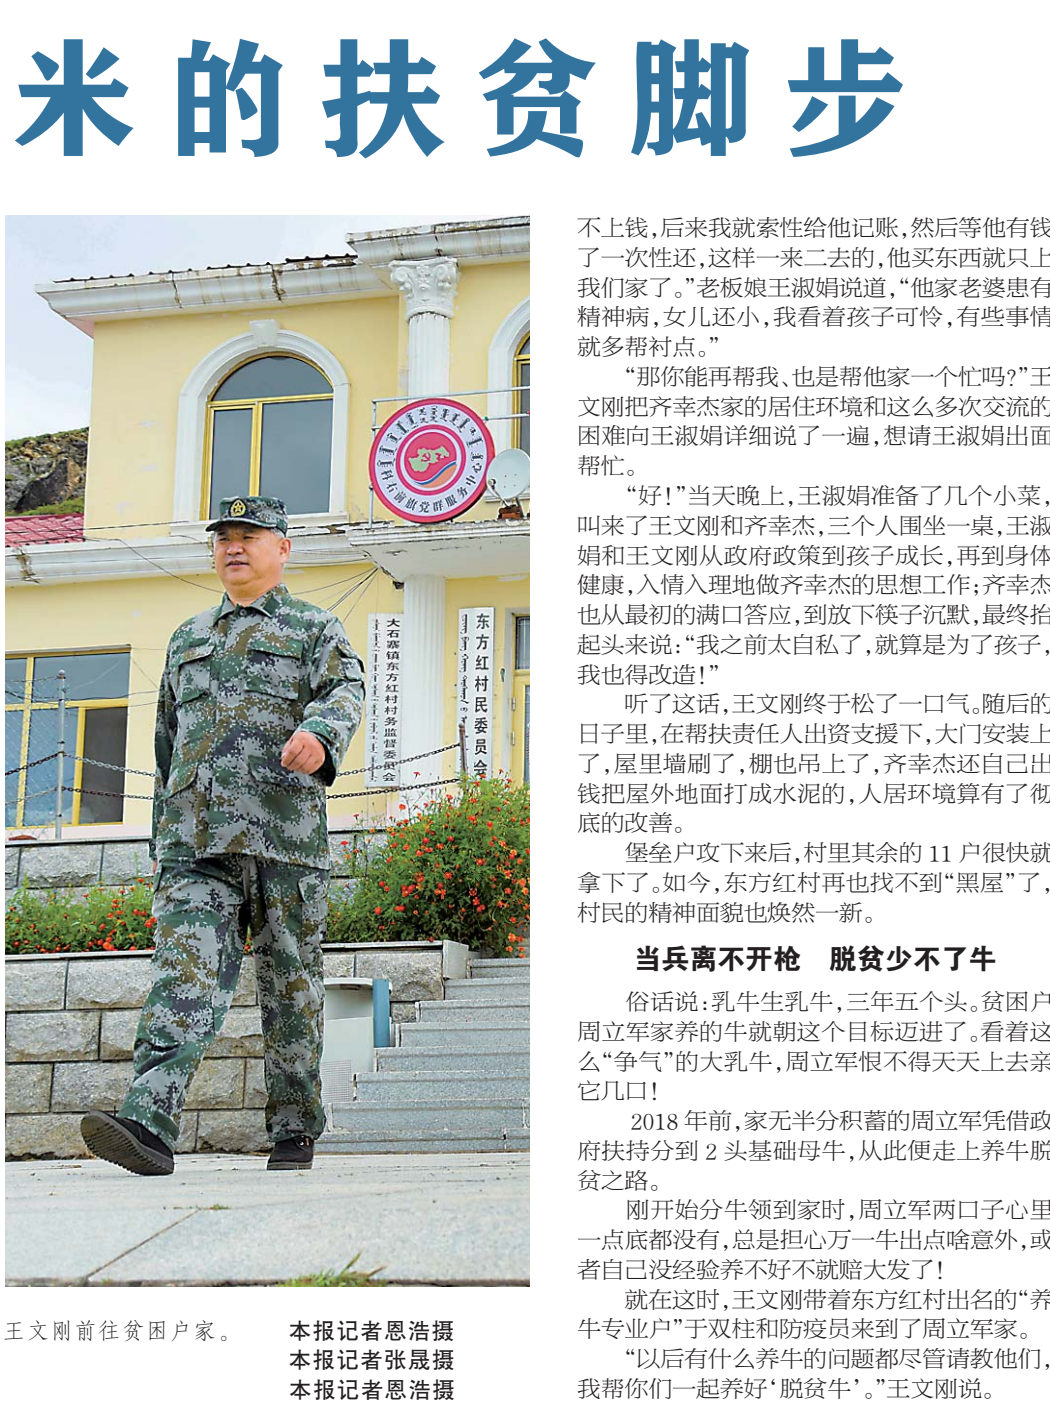 米的扶贫脚步
科右前旗党群服务中心
大石寨镇东方红村村务监督委员会
东方红村民委员会
王文刚前往贫困户家。
本报记者恩浩摄
本报记者张晟摄
本报记者恩浩摄
不上钱,后来我就索性给他记账,然后等他有钱
了一次性还,这样一来二去的,他买东西就只上
我们家了。”老板娘王淑娟说道,“他家老婆患有
精神病,女儿还小,我看着孩子可怜,有些事情
就多帮衬点。”
“那你能再帮我、也是帮他家一个忙吗?”王
文刚把齐幸杰家的居住环境和这么多次交流的
困难向王淑娟详细说了一遍,想请王淑娟出面
帮忙。
“好!”当天晚上,王淑娟准备了几个小菜,
叫来了王文刚和齐幸杰,三个人围坐一桌,王淑
娟和王文刚从政府政策到孩子成长,再到身体
健康,入情入理地做齐幸杰的思想工作;齐幸杰
也从最初的满口答应,到放下筷子沉默,最终抬
起头来说:“我之前太自私了,就算是为了孩子,
我也得改造!”
听了这话,王文刚终于松了一口气。随后的
日子里,在帮扶责任人出资支援下,大门安装上
了,屋里墙刷了,棚也吊上了,齐幸杰还自己出
钱把屋外地面打成水泥的,人居环境算有了彻
底的改善。
堡垒户攻下来后,村里其余的 11 户很快就
拿下了。如今,东方红村再也找不到“黑屋”了,
村民的精神面貌也焕然一新。
当兵离不开枪　脱贫少不了牛
俗话说:乳牛生乳牛,三年五个头。贫困户
周立军家养的牛就朝这个目标迈进了。看着这
么“争气”的大乳牛,周立军恨不得天天上去亲
它几口!
2018 年前,家无半分积蓄的周立军凭借政
府扶持分到 2 头基础母牛,从此便走上养牛脱
贫之路。
刚开始分牛领到家时,周立军两口子心里
一点底都没有,总是担心万一牛出点啥意外,或
者自己没经验养不好不就赔大发了!
就在这时,王文刚带着东方红村出名的“养
牛专业户”于双柱和防疫员来到了周立军家。
“以后有什么养牛的问题都尽管请教他们,
我帮你们一起养好‘脱贫牛’。”王文刚说。